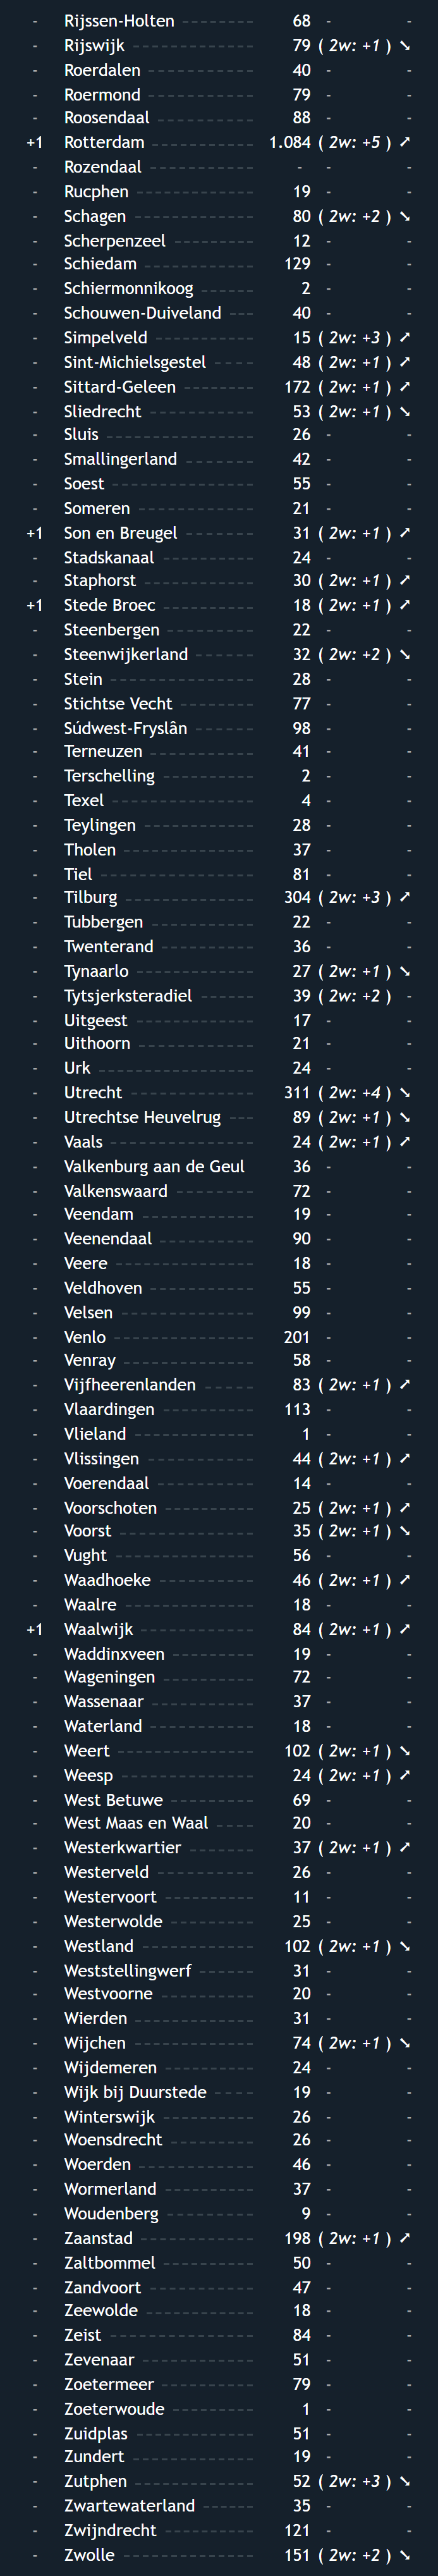 - Rijssen-Holten 68 - -
- Rijswijk 79 ( 2w: +1 ) ➘
- Roerdalen 40 - -
- Roermond 79 - -
- Roosendaal 88 - -
+1 Rotterdam 1.084 ( 2w: +5 ) ➚
- Rozendaal - - -
- Rucphen 19 - -
- Schagen 80 ( 2w: +2 ) ➘
- Scherpenzeel 12 - -
- Schiedam 129 - -
- Schiermonnikoog 2 - -
- Schouwen-Duiveland 40 - -
- Simpelveld 15 ( 2w: +3 ) ➚
- Sint-Michielsgestel 48 ( 2w: +1 ) ➚
- Sittard-Geleen 172 ( 2w: +1 ) ➚
- Sliedrecht 53 ( 2w: +1 ) ➘
- Sluis 26 - -
- Smallingerland 42 - -
- Soest 55 - -
- Someren 21 - -
+1 Son en Breugel 31 ( 2w: +1 ) ➚
- Stadskanaal 24 - -
- Staphorst 30 ( 2w: +1 ) ➚
+1 Stede Broec 18 ( 2w: +1 ) ➚
- Steenbergen 22 - -
- Steenwijkerland 32 ( 2w: +2 ) ➘
- Stein 28 - -
- Stichtse Vecht 77 - -
- Súdwest-Fryslân 98 - -
- Terneuzen 41 - -
- Terschelling 2 - -
- Texel 4 - -
- Teylingen 28 - -
- Tholen 37 - -
- Tiel 81 - -
- Tilburg 304 ( 2w: +3 ) ➚
- Tubbergen 22 - -
- Twenterand 36 - -
- Tynaarlo 27 ( 2w: +1 ) ➘
- Tytsjerksteradiel 39 ( 2w: +2 ) -
- Uitgeest 17 - -
- Uithoorn 21 - -
- Urk 24 - -
- Utrecht 311 ( 2w: +4 ) ➘
- Utrechtse Heuvelrug 89 ( 2w: +1 ) ➘
- Vaals 24 ( 2w: +1 ) ➚
- Valkenburg aan de Geul 36 - -
- Valkenswaard 72 - -
- Veendam 19 - -
- Veenendaal 90 - -
- Veere 18 - -
- Veldhoven 55 - -
- Velsen 99 - -
- Venlo 201 - -
- Venray 58 - -
- Vijfheerenlanden 83 ( 2w: +1 ) ➚
- Vlaardingen 113 - -
- Vlieland 1 - -
- Vlissingen 44 ( 2w: +1 ) ➚
- Voerendaal 14 - -
- Voorschoten 25 ( 2w: +1 ) ➚
- Voorst 35 ( 2w: +1 ) ➘
- Vught 56 - -
- Waadhoeke 46 ( 2w: +1 ) ➚
- Waalre 18 - -
+1 Waalwijk 84 ( 2w: +1 ) ➚
- Waddinxveen 19 - -
- Wageningen 72 - -
- Wassenaar 37 - -
- Waterland 18 - -
- Weert 102 ( 2w: +1 ) ➘
- Weesp 24 ( 2w: +1 ) ➚
- West Betuwe 69 - -
- West Maas en Waal 20 - -
- Westerkwartier 37 ( 2w: +1 ) ➚
- Westerveld 26 - -
- Westervoort 11 - -
- Westerwolde 25 - -
- Westland 102 ( 2w: +1 ) ➘
- Weststellingwerf 31 - -
- Westvoorne 20 - -
- Wierden 31 - -
- Wijchen 74 ( 2w: +1 ) ➘
- Wijdemeren 24 - -
- Wijk bij Duurstede 19 - -
- Winterswijk 26 - -
- Woensdrecht 26 - -
- Woerden 46 - -
- Wormerland 37 - -
- Woudenberg 9 - -
- Zaanstad 198 ( 2w: +1 ) ➚
- Zaltbommel 50 - -
- Zandvoort 47 - -
- Zeewolde 18 - -
- Zeist 84 - -
- Zevenaar 51 - -
- Zoetermeer 79 - -
- Zoeterwoude 1 - -
- Zuidplas 51 - -
- Zundert 19 - -
- Zutphen 52 ( 2w: +3 ) ➘
- Zwartewaterland 35 - -
- Zwijndrecht 121 - -
- Zwolle 151 ( 2w: +2 ) ➘